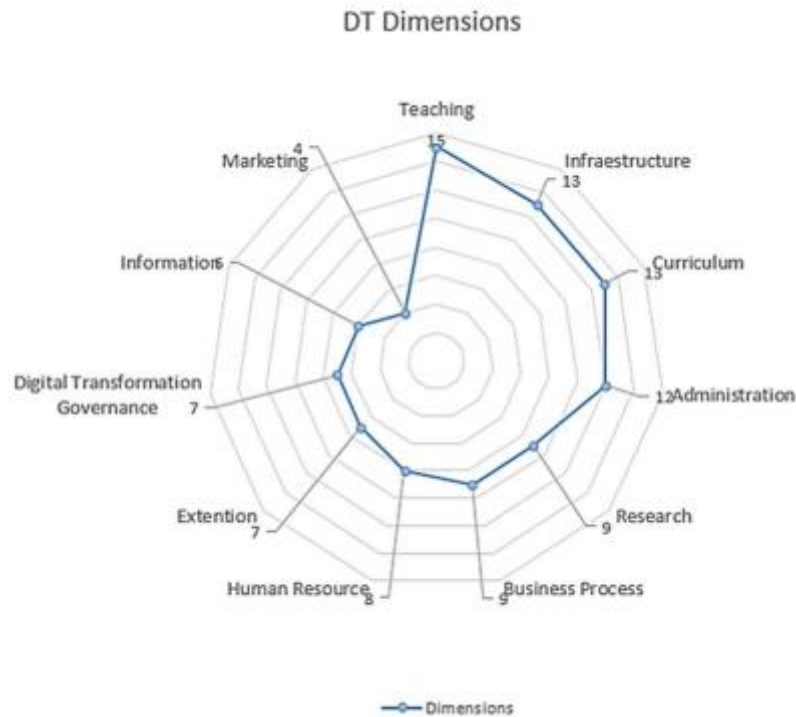 DT Dimensions
Teaching
15
Infraestructure
13
Curriculum
13
Administration
12
Research
9
Business Process
9
Human Resource
8
Extention
7
Digital Transformation
Governance
7
Information
6
Marketing
4
Dimensions